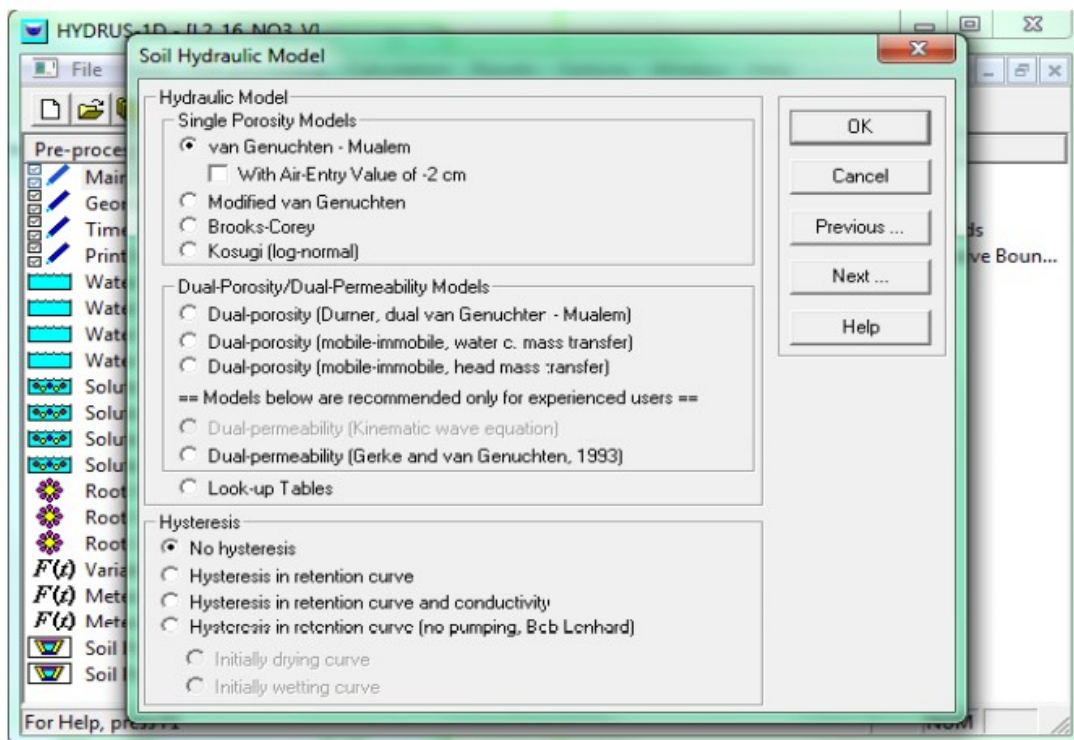 HYDRUS-1D - [L2_16_NO3_V]
File
Soil Hydraulic Model
Pre-proce
Main
Geor
Time
Print
Wate
Wate
Wate
Wate
Solu
Solu
Solu
Solu
Root
Root
Root
F(t) Varia
F(t) Mete
F(t) Mete
Soil
Soil
Hydraulic Model
Single Porosity Models
van Genuchten - Mualem
With Air-Entry Value of -2 cm
Modified van Genuchten
Brooks-Corey
Kosugi (log-normal)
Dual-Porosity/Dual-Permeability Models
Dual-porosity (Durner, dual van Genuchten - Mualem)
Dual-porosity (mobile-immobile, water c. mass transfer)
Dual-porosity (mobile-immobile, head mass transfer)
== Models below are recommended only for experienced users ==
Dual-permeability (Kinematic wave equation)
Dual-permeability (Gerke and van Genuchten, 1993)
Look-up Tables
Hysteresis
No hysteresis
Hysteresis in retention curve
Hysteresis in retention curve and conductivity
Hysteresis in retention curve (no pumping, Bob Lenhard)
Initially drying curve
Initially wetting curve
OK
Cancel
Previous ...
Next ...
Help
ds
ve Boun...
For Help, press F1
NUM